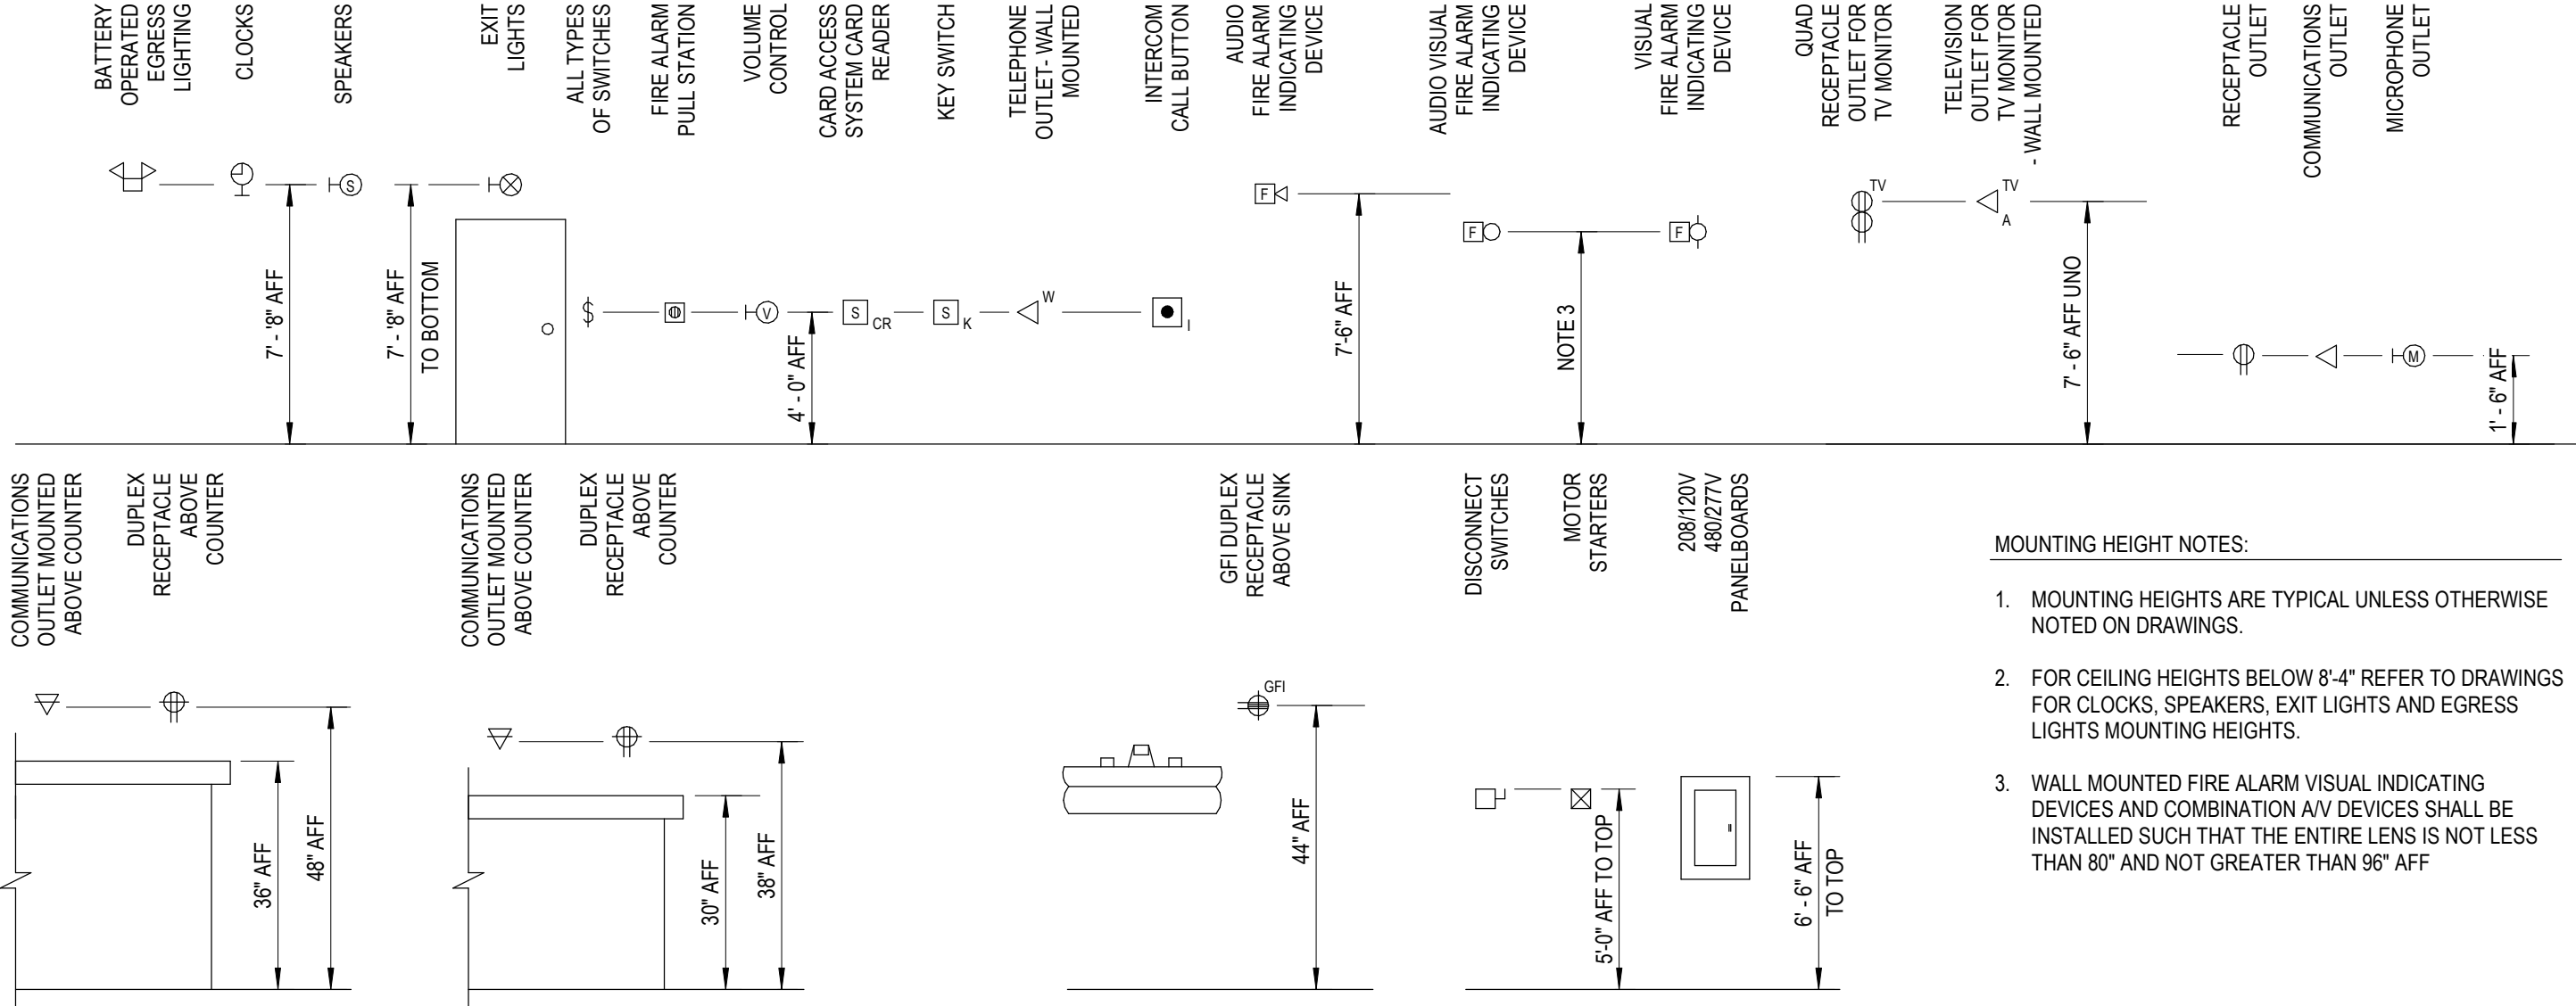 BATTERY
OPERATED
EGRESS
LIGHTING
CLOCKS
SPEAKERS
EXIT
LIGHTS
ALL TYPES
OF SWITCHES
FIRE ALARM
PULL STATION
VOLUME
CONTROL
CARD ACCESS
SYSTEM CARD
READER
KEY SWITCH
TELEPHONE
OUTLET- WALL
MOUNTED
INTERCOM
CALL BUTTON
AUDIO
FIRE ALARM
INDICATING
DEVICE
AUDIO VISUAL
FIRE ALARM
INDICATING
DEVICE
VISUAL
FIRE ALARM
INDICATING
DEVICE
QUAD
RECEPTACLE
OUTLET FOR
TV MONITOR
TELEVISION
OUTLET FOR
TV MONITOR
- WALL MOUNTED
RECEPTACLE
OUTLET
COMMUNICATIONS
OUTLET
MICROPHONE
OUTLET
S
F
F
F
TV
TV
A
7' - '8" AFF
7' - '8" AFF
TO BOTTOM
$
V
4' - 0" AFF
S
CR
S
K
W
I
7'-6" AFF
NOTE 3
7' - 6" AFF UNO
M
1' - 6" AFF
COMMUNICATIONS
OUTLET MOUNTED
ABOVE COUNTER
DUPLEX
RECEPTACLE
ABOVE
COUNTER
COMMUNICATIONS
OUTLET MOUNTED
ABOVE COUNTER
DUPLEX
RECEPTACLE
ABOVE
COUNTER
GFI DUPLEX
RECEPTACLE
ABOVE SINK
DISCONNECT
SWITCHES
MOTOR
STARTERS
208/120V
480/277V
PANELBOARDS
36" AFF
48" AFF
30" AFF
38" AFF
GFI
44" AFF
5'-0" AFF TO TOP
6' - 6" AFF
TO TOP
MOUNTING HEIGHT NOTES:
1. MOUNTING HEIGHTS ARE TYPICAL UNLESS OTHERWISE
NOTED ON DRAWINGS.
2. FOR CEILING HEIGHTS BELOW 8'-4" REFER TO DRAWINGS
FOR CLOCKS, SPEAKERS, EXIT LIGHTS AND EGRESS
LIGHTS MOUNTING HEIGHTS.
3. WALL MOUNTED FIRE ALARM VISUAL INDICATING
DEVICES AND COMBINATION A/V DEVICES SHALL BE
INSTALLED SUCH THAT THE ENTIRE LENS IS NOT LESS
THAN 80" AND NOT GREATER THAN 96" AFF